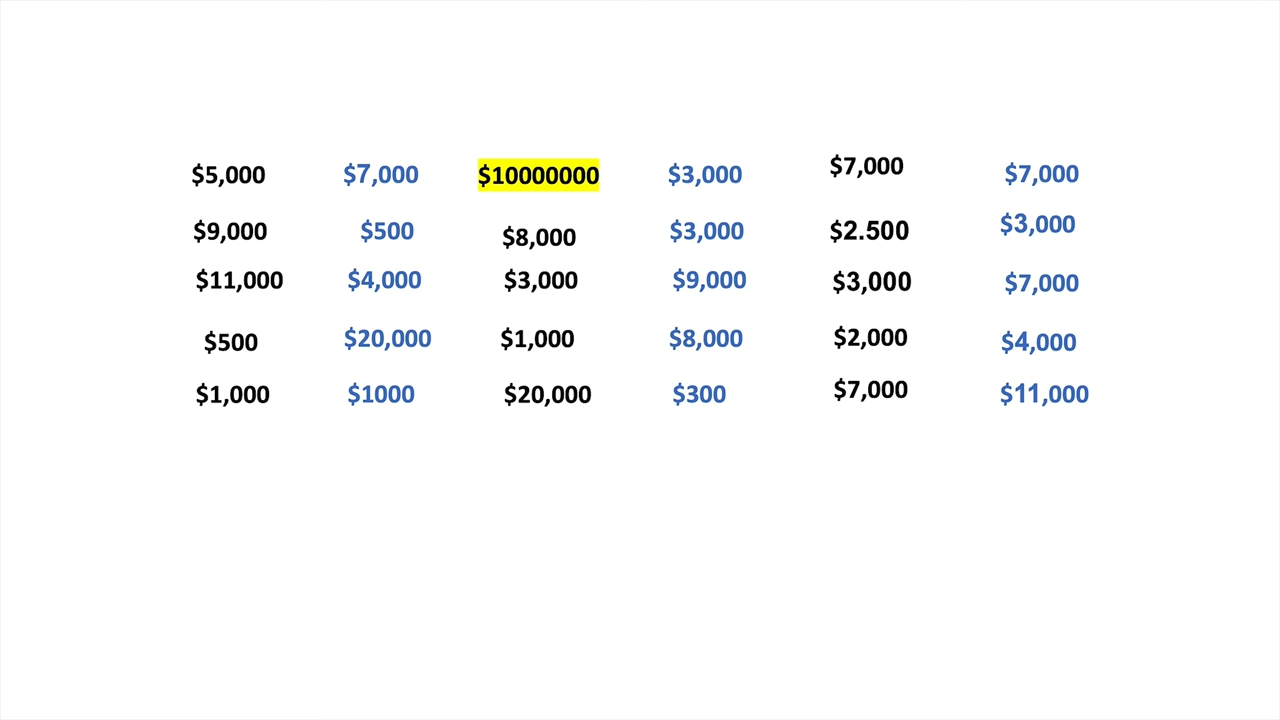 $5,000 $7,000 $10000000 $3,000 $7,000 $7,000
$9,000 $500 $8,000 $3,000 $2.500 $3,000
$11,000 $4,000 $3,000 $9,000 $3,000 $7,000
$500 $20,000 $1,000 $8,000 $2,000 $4,000
$1,000 $1000 $20,000 $300 $7,000 $11,000